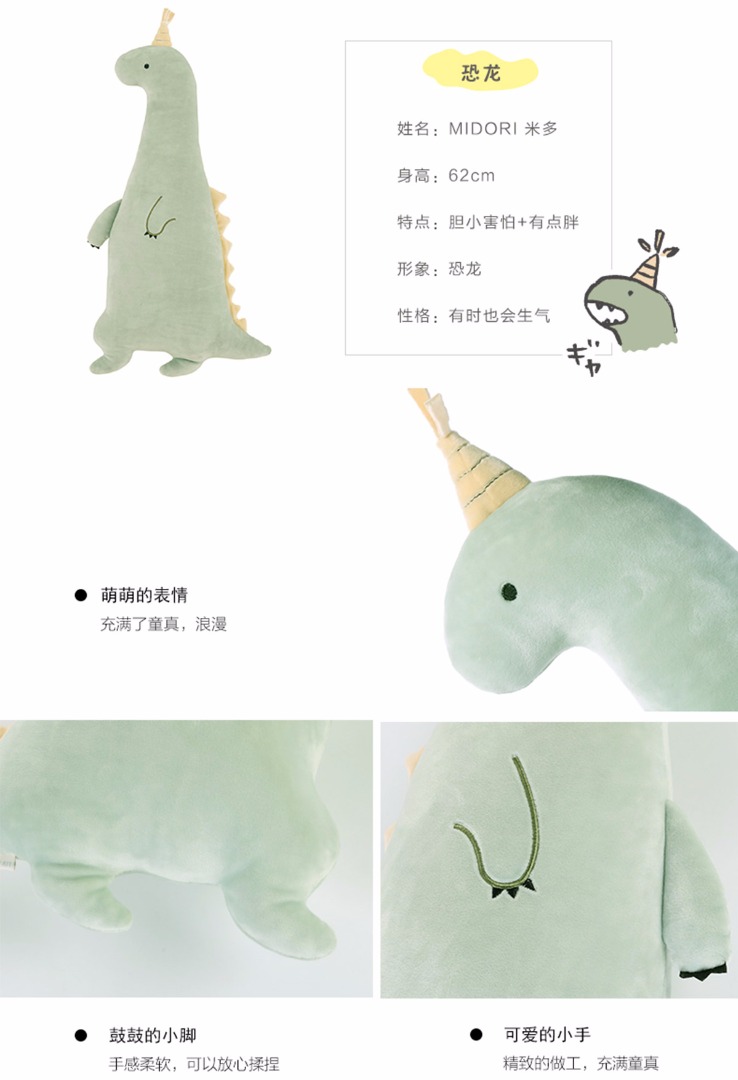 恐龙
姓名：MIDORI 米多
身高：62cm
特点：胆小害怕+有点胖
形象：恐龙
性格：有时也会生气
ギャ
萌萌的表情
充满了童真，浪漫
鼓鼓的小脚
手感柔软，可以放心揉捏
可爱的小手
精致的做工，充满童真